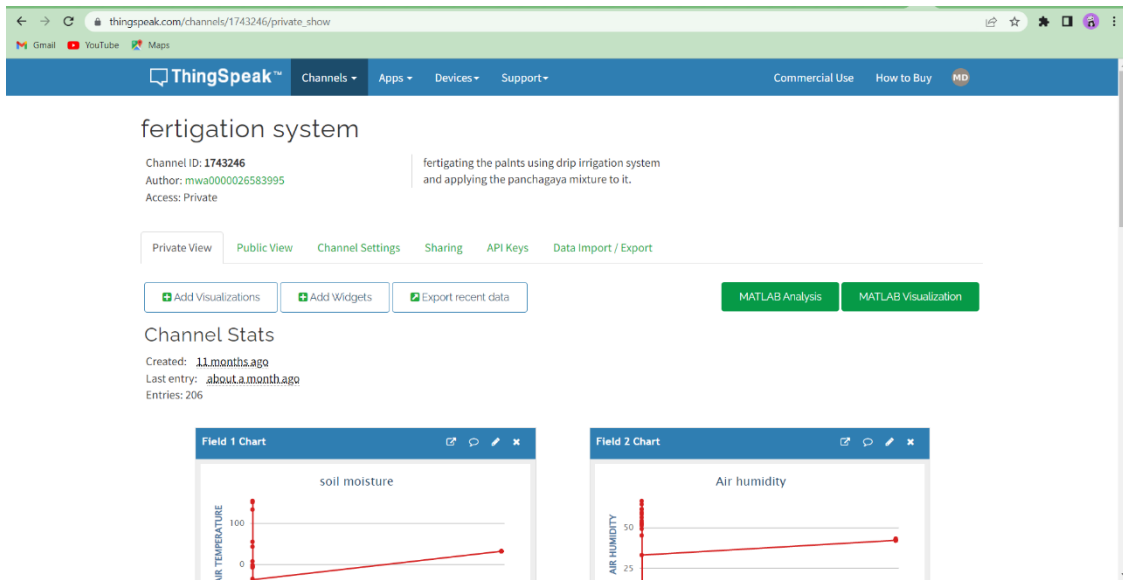 thingspeak.com/channels/1743246/private_show
Gmail YouTube Maps
ThingSpeak™ Channels Apps Devices Support Commercial Use How to Buy MD
fertigation system
Channel ID: 1743246
Author: mwa0000026583995
Access: Private
fertigating the palnts using drip irrigation system
and applying the panchagaya mixture to it.
Private View Public View Channel Settings Sharing API Keys Data Import / Export
Add Visualizations Add Widgets Export recent data MATLAB Analysis MATLAB Visualization
Channel Stats
Created: 11 months ago
Last entry: about a month ago
Entries: 206
Field 1 Chart
soil moisture
100
0
Field 2 Chart
Air humidity
AIR HUMIDITY
50
25